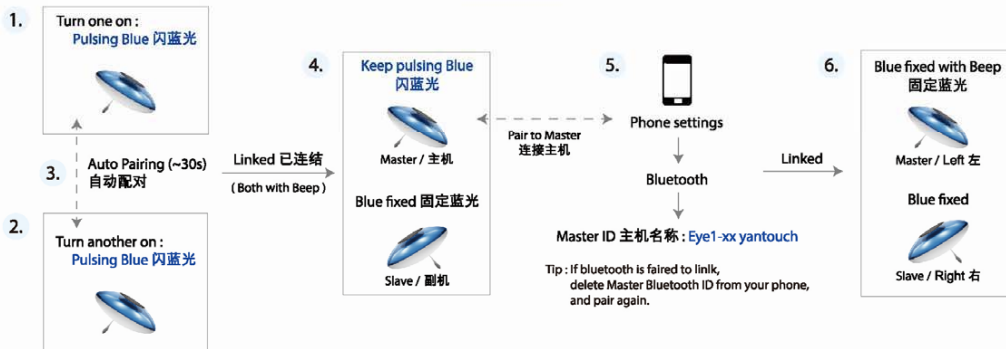 1.
Turn one on :
Pulsing Blue 闪蓝光
2.
Turn another on :
Pulsing Blue 闪蓝光
3.
Auto Pairing (~30s)
自动配对
Linked 已连结
( Both with Beep )
4.
Keep pulsing Blue
闪蓝光
Master / 主机
Blue fixed 固定蓝光
Slave / 副机
Pair to Master
连接主机
5.
Phone settings
Bluetooth
Master ID 主机名称 : Eye1-xx yantouch
Tip : If bluetooth is faired to linlk,
delete Master Bluetooth ID from your phone,
and pair again.
Linked
6.
Blue fixed with Beep
固定蓝光
Master / Left 左
Blue fixed
Slave / Right 右